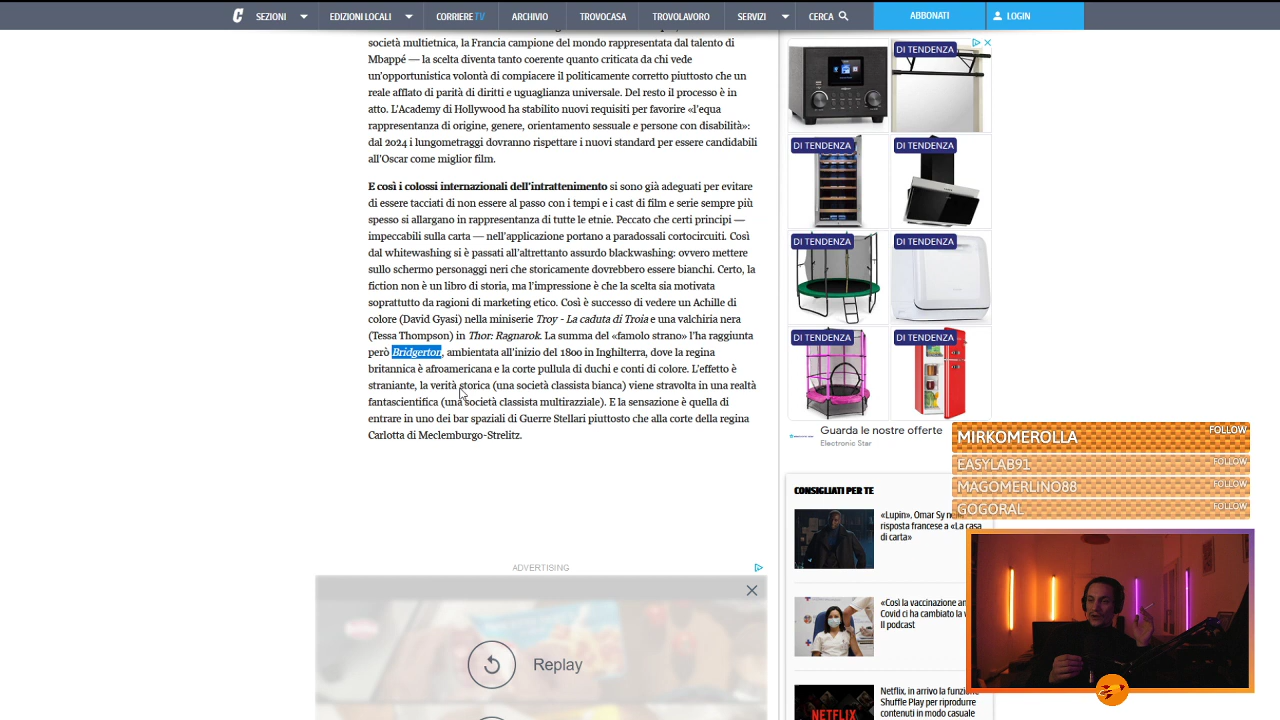 C SEZIONI EDIZIONI LOCALI CORRIERE TV ARCHIVIO TROVOCASA TROVOLAVORO SERVIZI CERCA ABBONATI LOGIN
società multietnica, la Francia campione del mondo rappresentata dal talento di
Mbappé — la scelta diventa tanto coerente quanto criticata da chi vede
un'opportunistica volontà di compiacere il politicamente corretto piuttosto che un
reale afflato di parità di diritti e uguaglianza universale. Del resto il processo è in
atto. L'Academy di Hollywood ha stabilito nuovi requisiti per favorire «l'equa
rappresentanza di origine, genere, orientamento sessuale e persone con disabilità»:
dal 2024 i lungometraggi dovranno rispettare i nuovi standard per essere candidabili
all'Oscar come miglior film.
E così i colossi internazionali dell'intrattenimento si sono già adeguati per evitare
di essere tacciati di non essere al passo con i tempi e i cast di film e serie sempre più
spesso si allargano in rappresentanza di tutte le etnie. Peccato che certi principi —
impeccabili sulla carta — nell'applicazione portano a paradossali cortocircuiti. Così
dal whitewashing si è passati all'altrettanto assurdo blackwashing: ovvero mettere
sullo schermo personaggi neri che storicamente dovrebbero essere bianchi. Certo, la
fiction non è un libro di storia, ma l'impressione è che la scelta sia motivata
soprattutto da ragioni di marketing etico. Così è successo di vedere un Achille di
colore (David Gyasi) nella miniserie Troy - La caduta di Troia e una valchiria nera
(Tessa Thompson) in Thor: Ragnarok. La summa del «famolo strano» l'ha raggiunta
però Bridgerton, ambientata all'inizio del 1800 in Inghilterra, dove la regina
britannica è afroamericana e la corte pullula di duchi e conti di colore. L'effetto è
straniante, la verità storica (una società classista bianca) viene stravolta in una realtà
fantascientifica (una società classista multirazziale). E la sensazione è quella di
entrare in uno dei bar spaziali di Guerre Stellari piuttosto che alla corte della regina
Carlotta di Meclemburgo-Strelitz.
ADVERTISING
Replay
DI TENDENZA DI TENDENZA
DI TENDENZA DI TENDENZA
DI TENDENZA DI TENDENZA
Guarda le nostre offerte
Electronic Star
CONSIGLIATI PER TE
«Lupin», Omar Sy
risposta francese a «La casa
di carta»
«Così la vaccinazione
Covid ci ha cambiato la
Il podcast
Netflix, in arrivo la
Shuffle Play per riprodurre
contenuti in modo casuale
NETFLIX
MIRKOMEROLLA FOLLOW
EASYLAB91 FOLLOW
MAGOMERLINO88 FOLLOW
GOGORAL FOLLOW